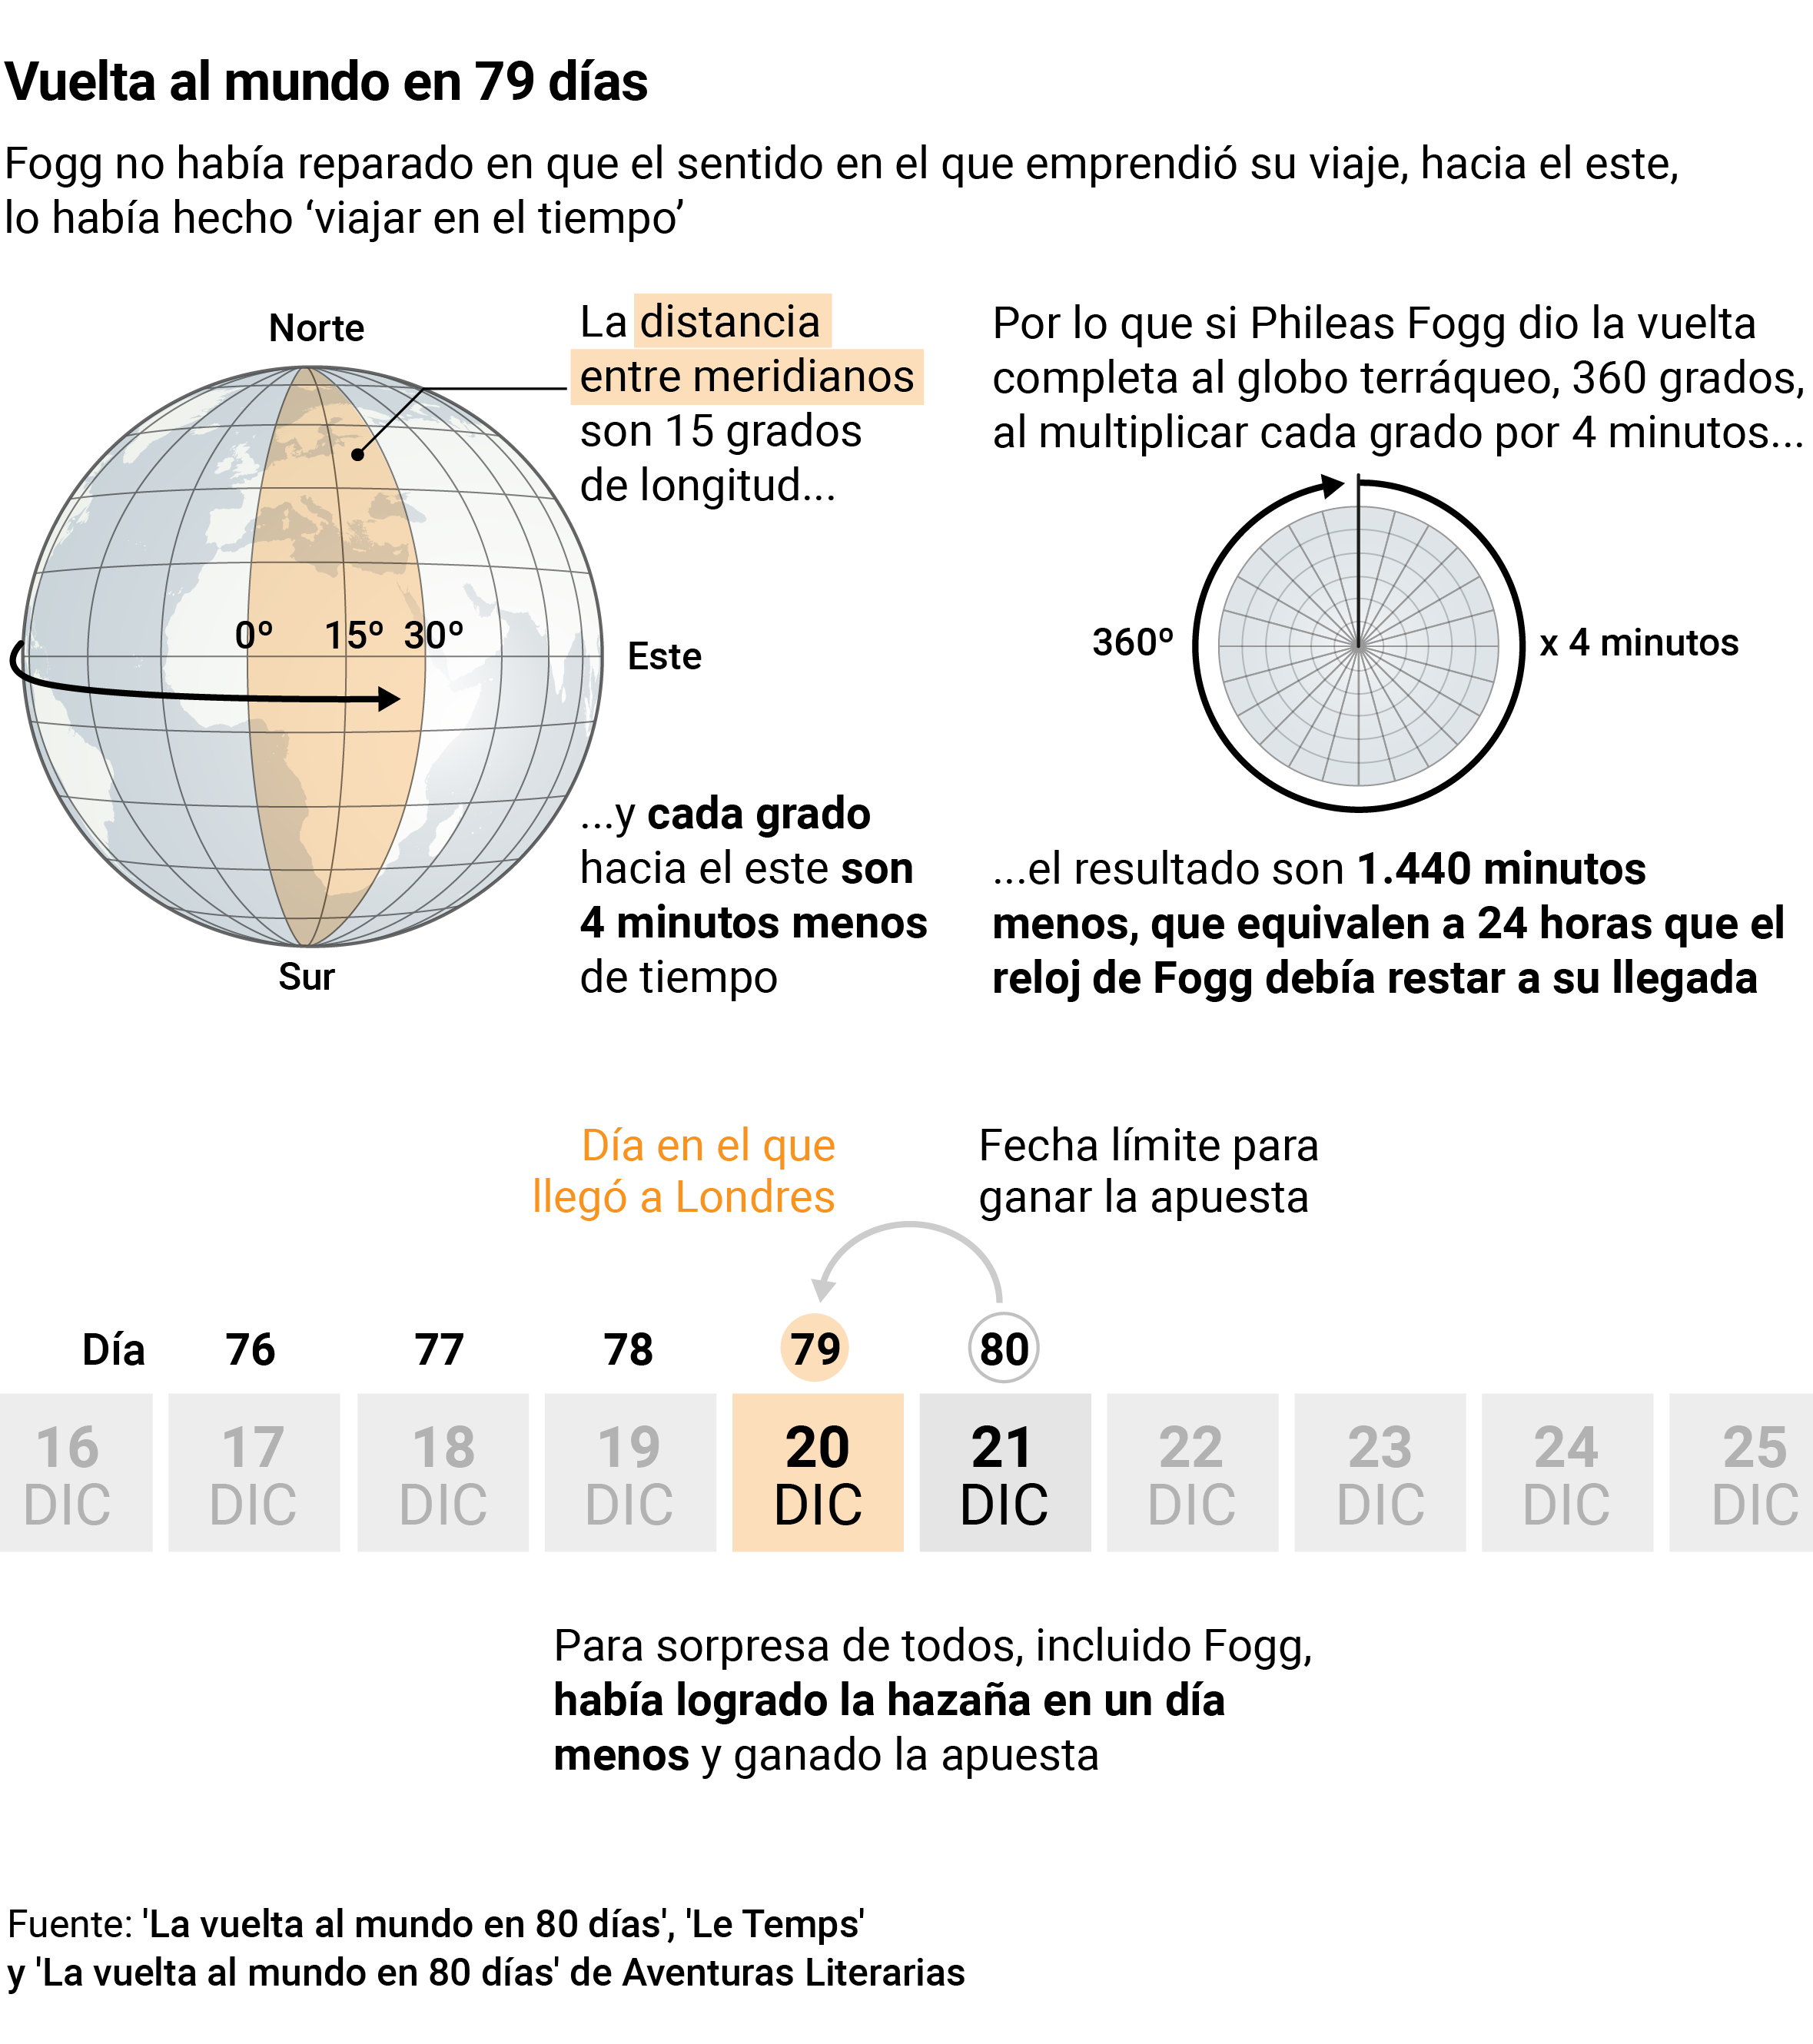 Vuelta al mundo en 79 días
Fogg no había reparado en que el sentido en el que emprendió su viaje, hacia el este,
lo había hecho ‘viajar en el tiempo’
Norte
La distancia
entre meridianos
son 15 grados
de longitud...
0º 15º 30º
Este
Sur
...y cada grado
hacia el este son
4 minutos menos
de tiempo
Por lo que si Phileas Fogg dio la vuelta
completa al globo terráqueo, 360 grados,
al multiplicar cada grado por 4 minutos...
360º
x 4 minutos
...el resultado son 1.440 minutos
menos, que equivalen a 24 horas que el
reloj de Fogg debía restar a su llegada
Día en el que
llegó a Londres
Fecha límite para
ganar la apuesta
Día 76 77 78 79 80
16 17 18 19 20 21 22 23 24 25
DIC DIC DIC DIC DIC DIC DIC DIC DIC DIC
Para sorpresa de todos, incluido Fogg,
había logrado la hazaña en un día
menos y ganado la apuesta
Fuente: 'La vuelta al mundo en 80 días', 'Le Temps'
y 'La vuelta al mundo en 80 días' de Aventuras Literarias